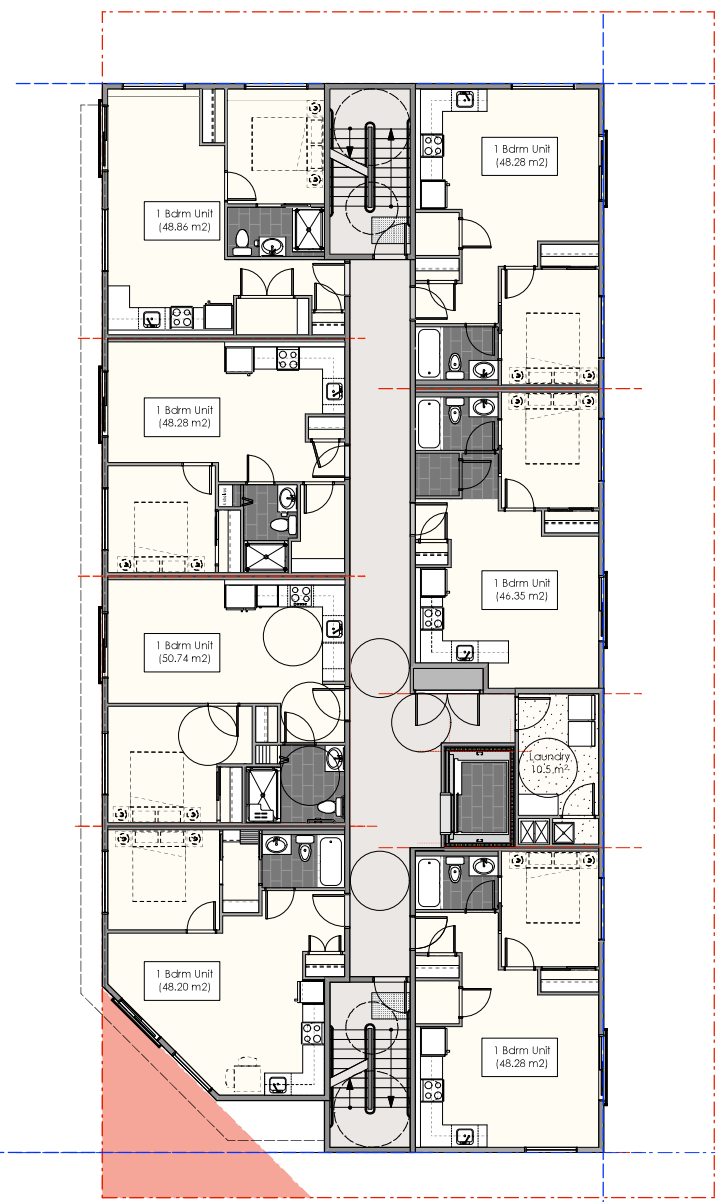 1 Bdrm Unit
(48.28 m2)
1 Bdrm Unit
(48.86 m2)
1 Bdrm Unit
(48.28 m2)
1 Bdrm Unit
(46.35 m2)
1 Bdrm Unit
(50.74 m2)
Laundry
10.5 m²
1 Bdrm Unit
(48.20 m2)
1 Bdrm Unit
(48.28 m2)